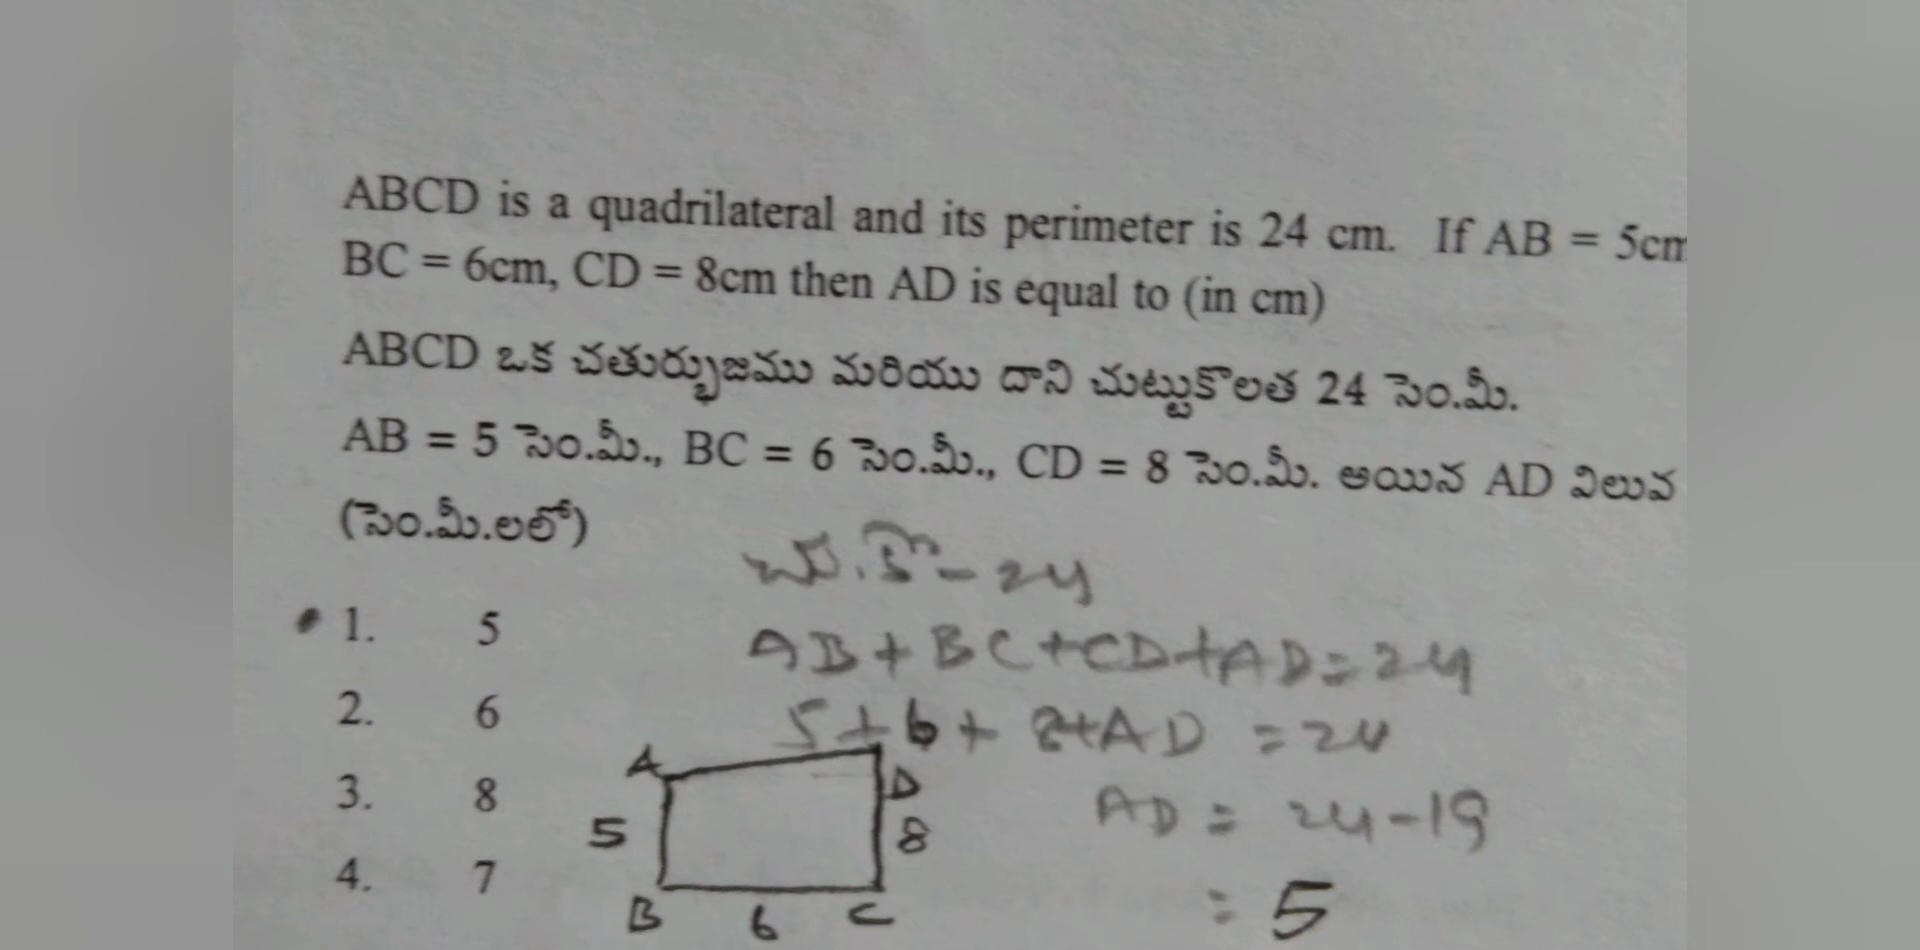 ABCD is a quadrilateral and its perimeter is 24 cm. If AB = 5cm
BC = 6cm, CD = 8cm then AD is equal to (in cm)
ABCD ఒక చతుర్భుజము మరియు దాని చుట్టుకొలత 24 సెం.మీ.
AB = 5 సెం.మీ., BC = 6 సెం.మీ., CD = 8 సెం.మీ. అయిన AD విలువ
(సెం.మీ.లలో)
చు.కొ - 24
1. 5
AB+BC+CD+AD=24
2. 6
5+6+8+AD = 24
A
D
3. 8
5
8
AD = 24-19
4. 7
B 6 C
= 5